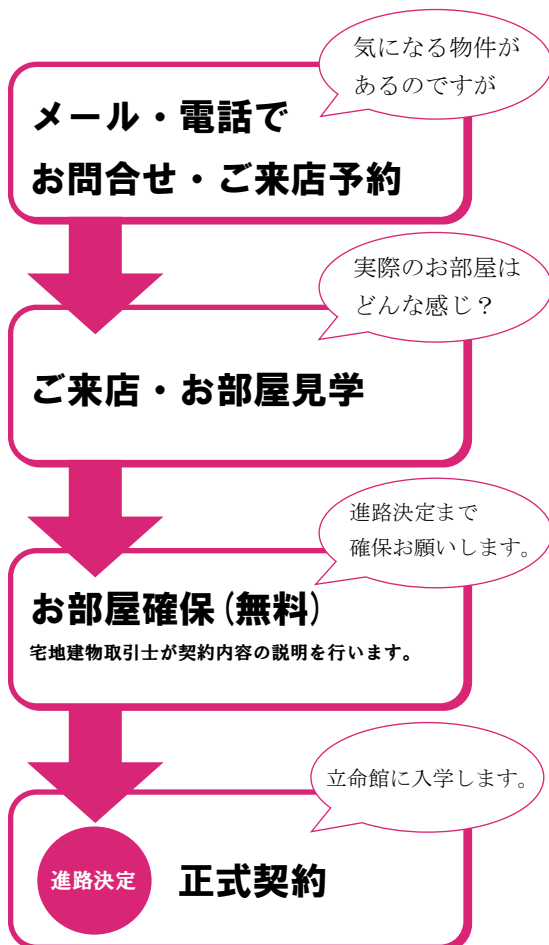 気になる物件が
あるのですが
メール・電話で
お問合せ・ご来店予約
実際のお部屋は
どんな感じ？
ご来店・お部屋見学
進路決定まで
確保お願いします。
お部屋確保(無料)
宅地建物取引士が契約内容の説明を行います。
立命館に入学します。
進路決定
正式契約